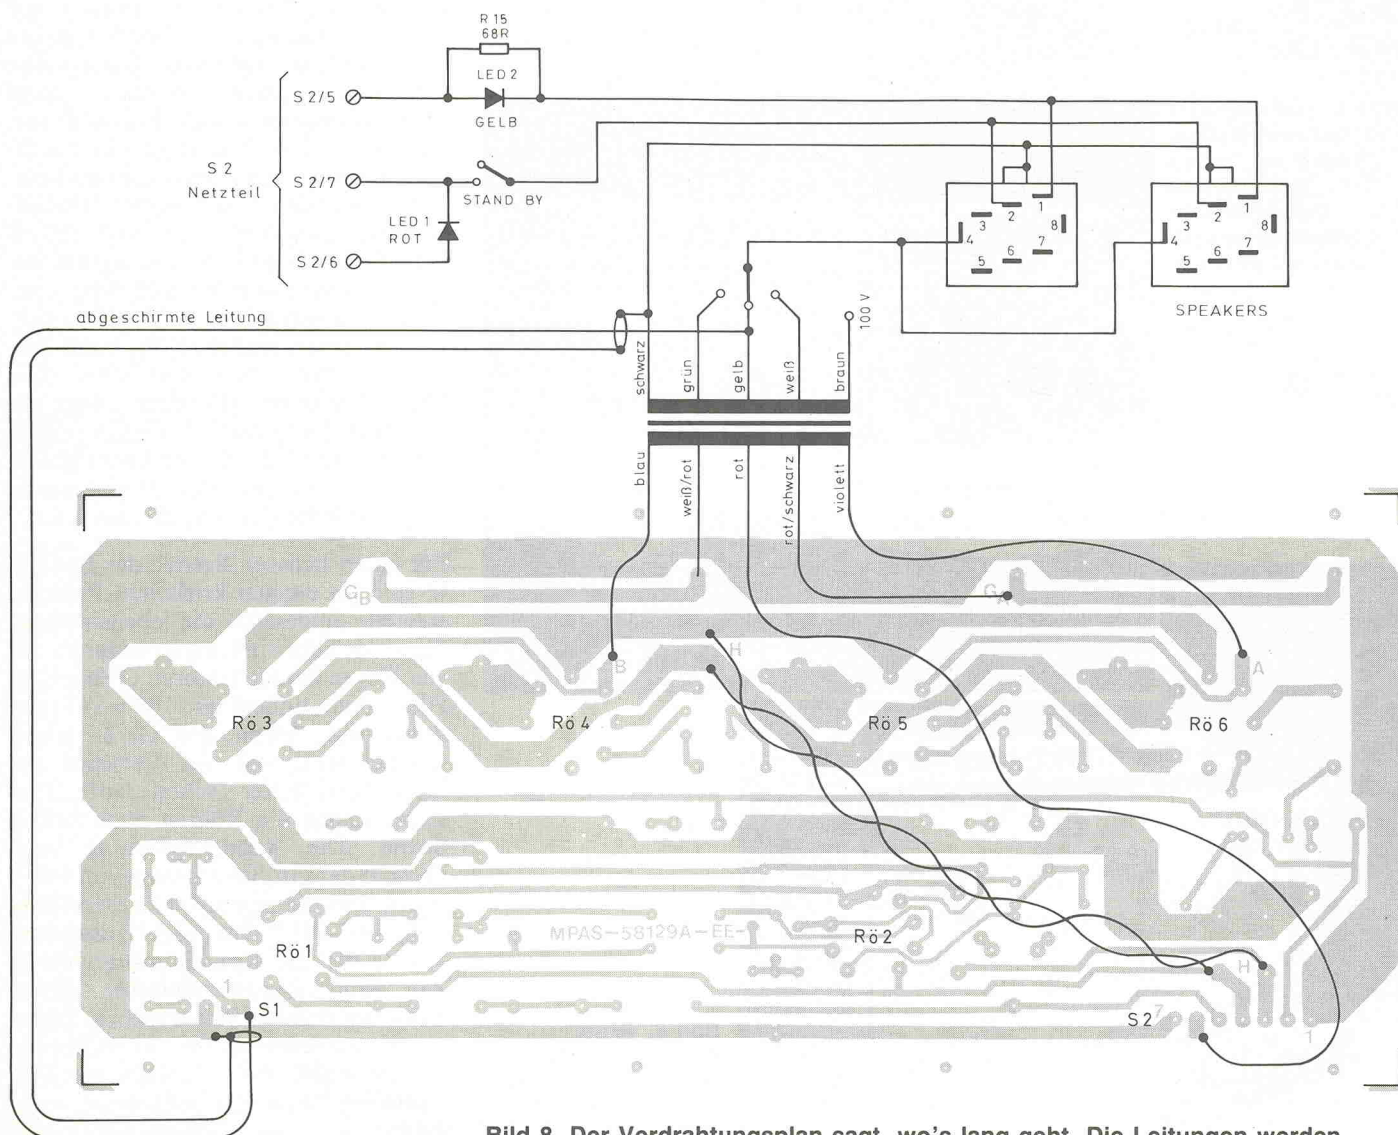 R 15
68R
LED 2
GELB
S 2/5
S 2
Netzteil
S 2/7
STAND BY
LED 1
ROT
S 2/6
1
2
3
4
5
6
7
8
1
2
3
4
5
6
7
8
SPEAKERS
abgeschirmte Leitung
100 V
schwarz
grün
gelb
weiß
braun
blau
weiß/rot
rot
rot/schwarz
violett
GB
GA
B
H
A
Rö 3
Rö 4
Rö 5
Rö 6
MPAS-58129A-EE-
Rö 1
Rö 2
H
1
S1
S2
7
1
Bild 8. Der Verdrahtungsplan sagt, wo's lang geht. Die Leitungen werden